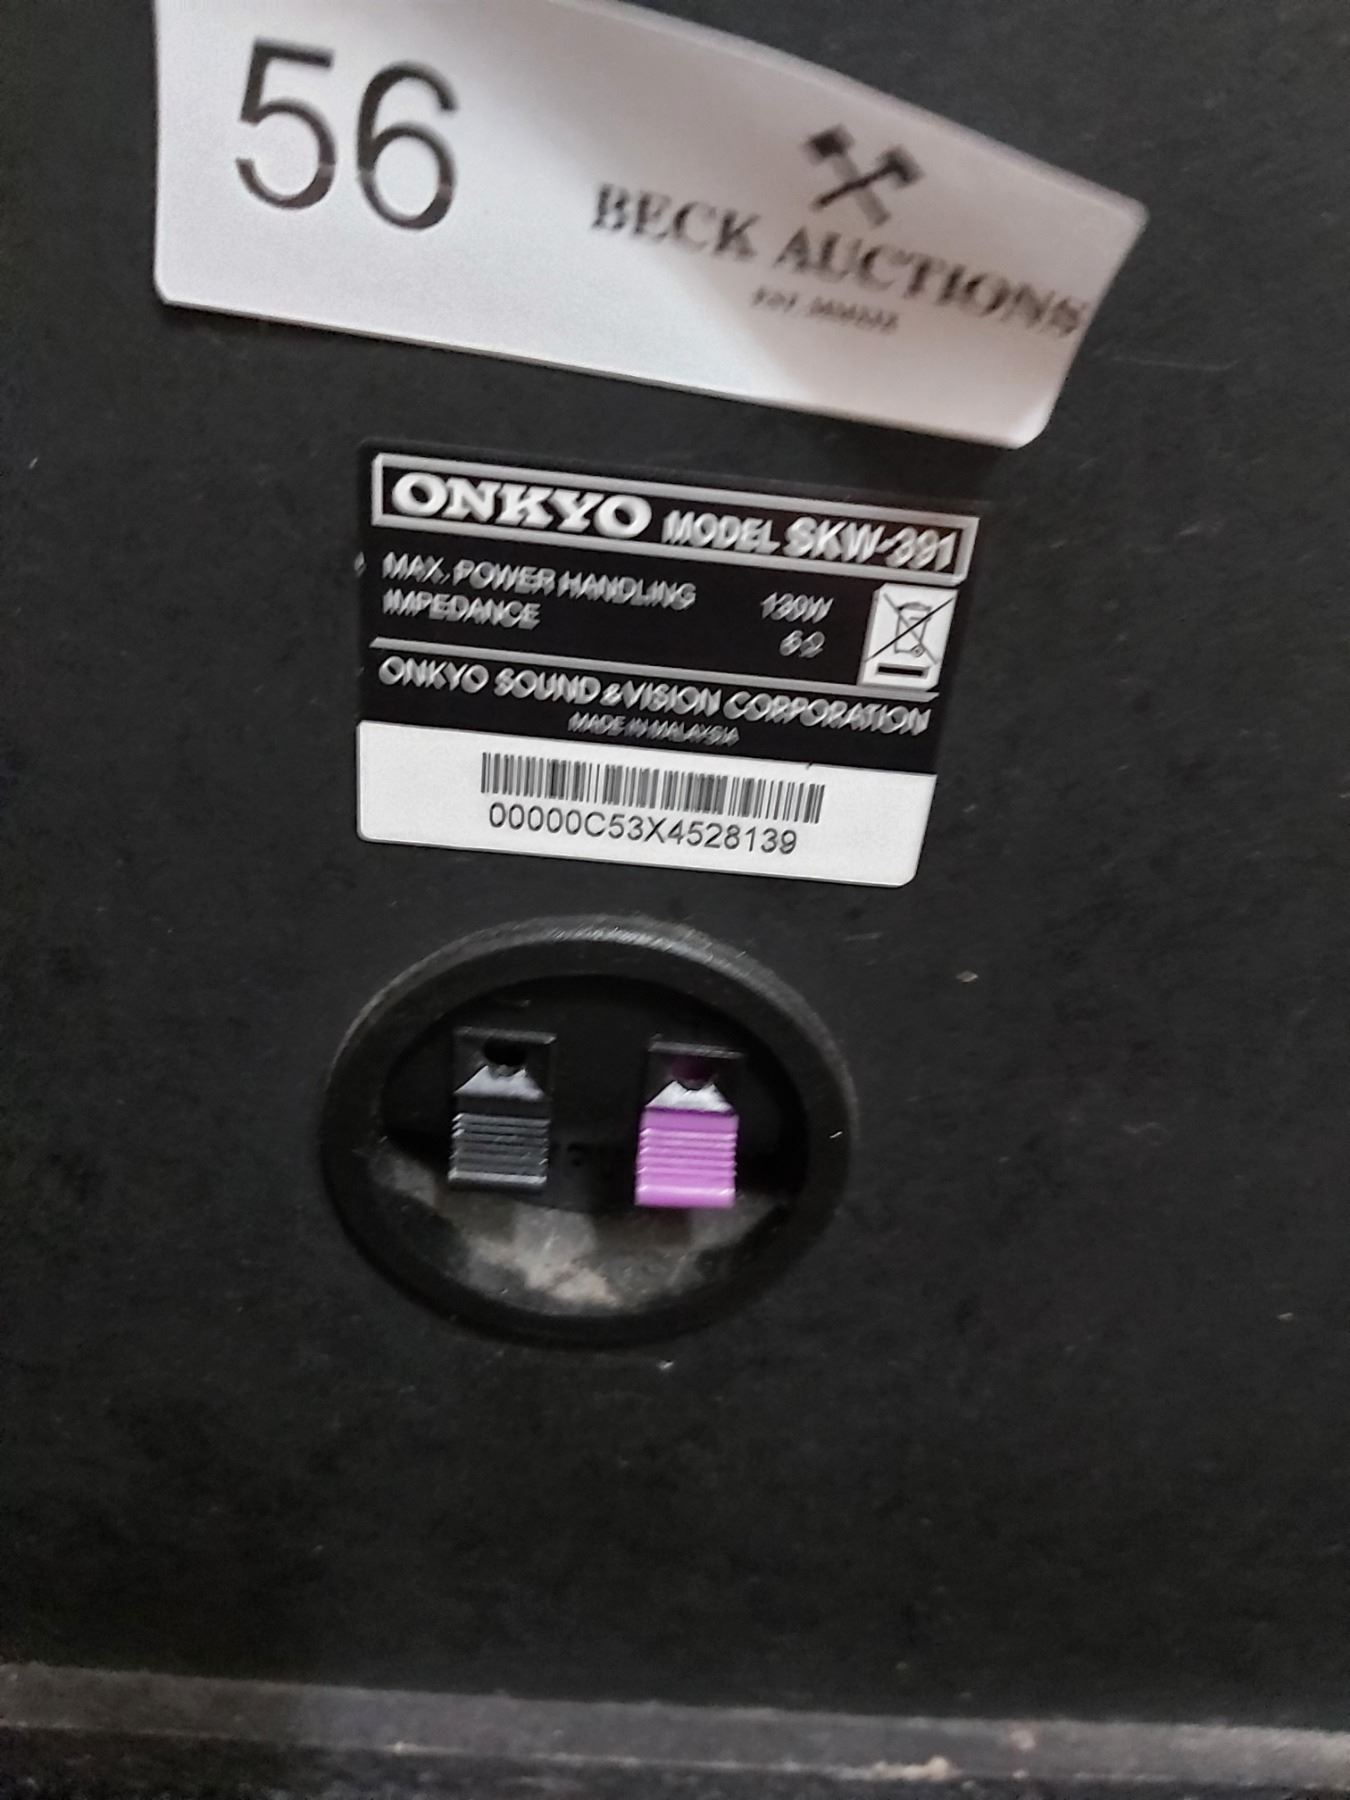 56
BECK AUCTIONS
ONKYO MODEL SKW-391
MAX. POWER HANDLING 130W
IMPEDANCE 6Ω
ONKYO SOUND & VISION CORPORATION
MADE IN MALAYSIA
00000C53X4528139